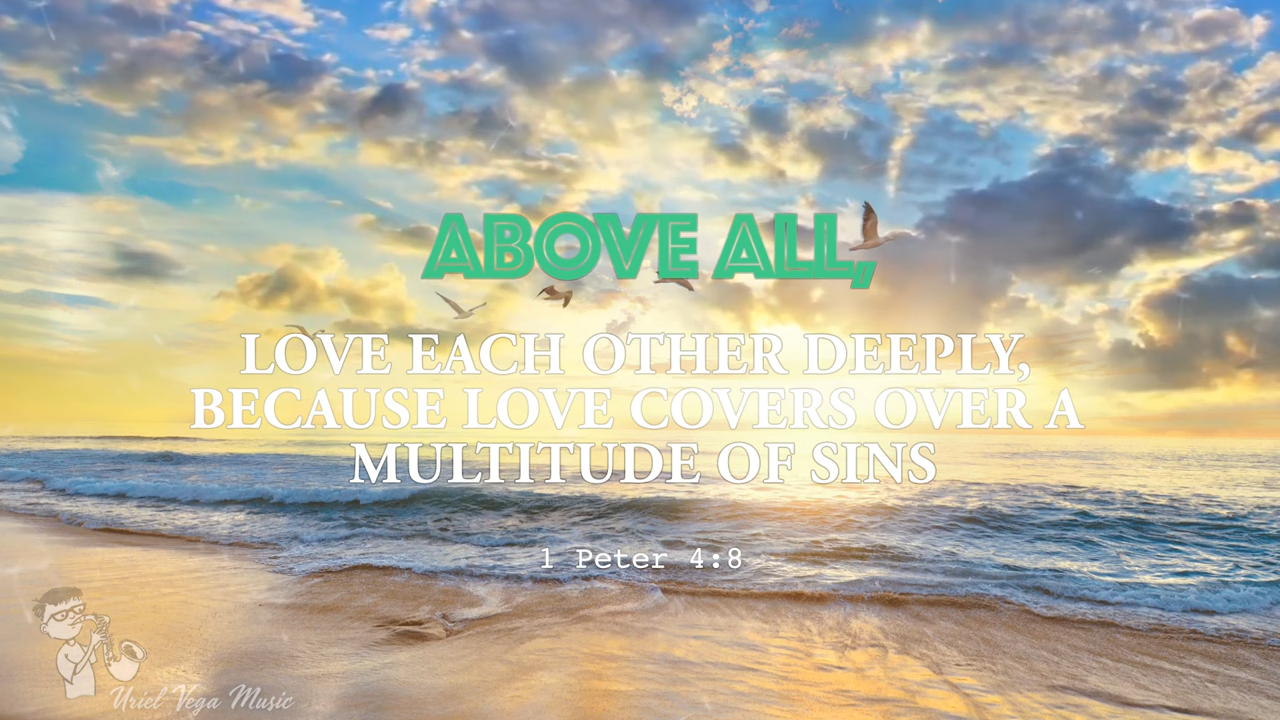 ABOVE ALL,
LOVE EACH OTHER DEEPLY,
BECAUSE LOVE COVERS OVER A
MULTITUDE OF SINS
1 Peter 4:8
Uriel Vega Music